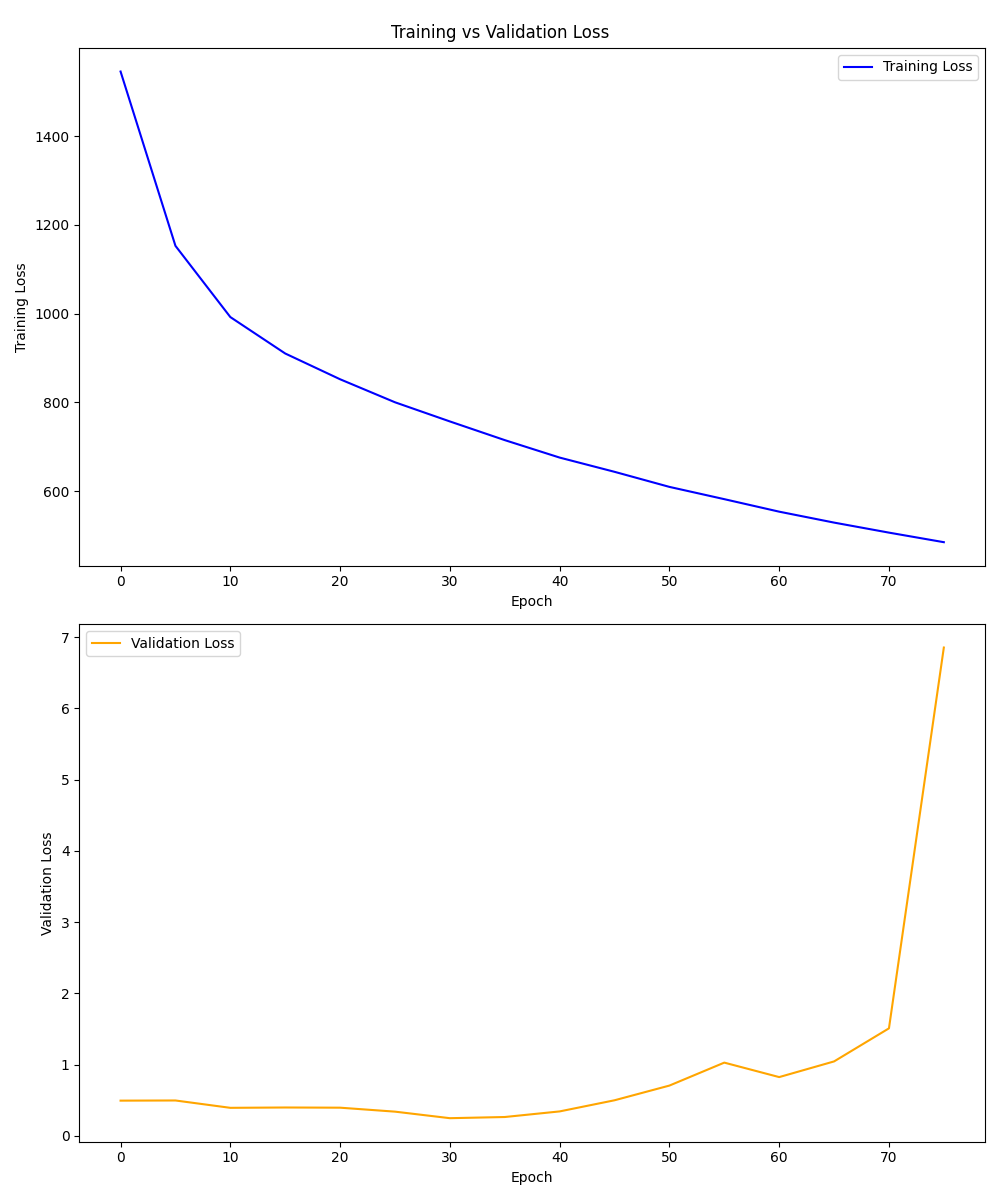 Training vs Validation Loss
Training Loss
1400
1200
1000
800
600
Training Loss
0 10 20 30 40 50 60 70
Epoch
Validation Loss
7
6
5
4
3
2
1
0
Validation Loss
0 10 20 30 40 50 60 70
Epoch